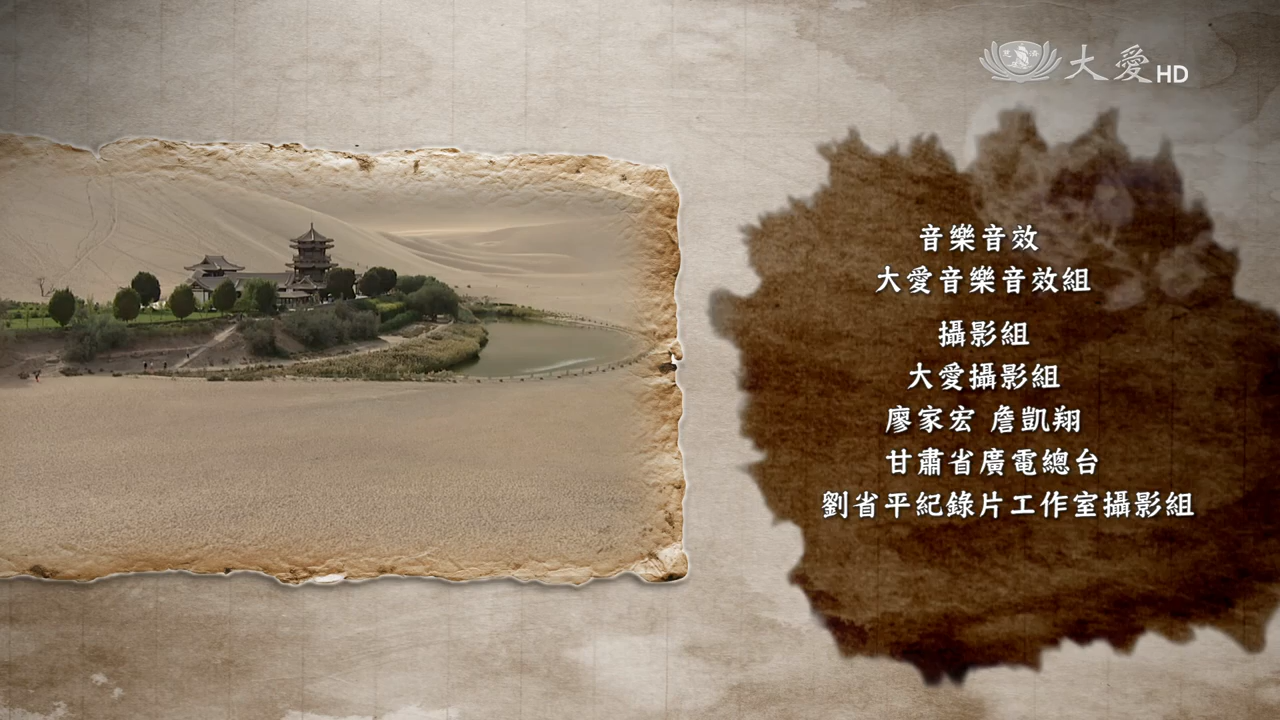 大愛HD
音樂音效
大愛音樂音效組
攝影組
大愛攝影組
廖家宏 詹凱翔
甘肅省廣電總台
劉省平紀錄片工作室攝影組